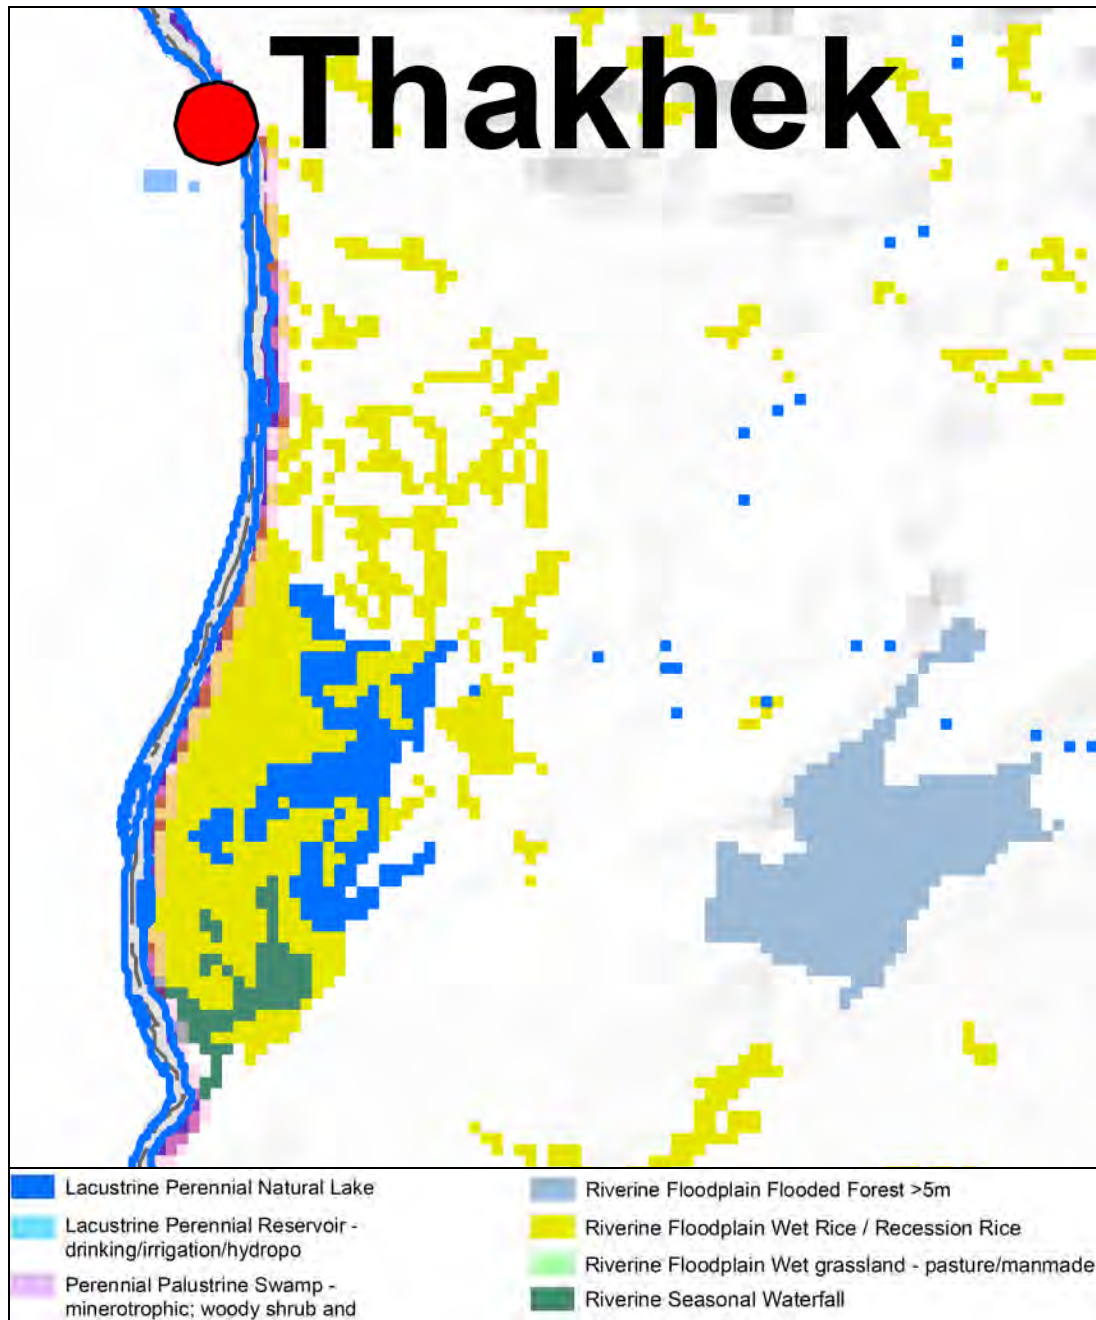 Thakhek
Lacustrine Perennial Natural Lake
Lacustrine Perennial Reservoir -
drinking/irrigation/hydropo
Perennial Palustrine Swamp -
minerotrophic; woody shrub and
Riverine Floodplain Flooded Forest >5m
Riverine Floodplain Wet Rice / Recession Rice
Riverine Floodplain Wet grassland - pasture/manmade
Riverine Seasonal Waterfall